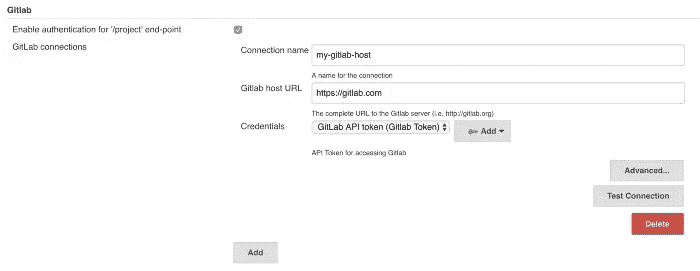 Gitlab
Enable authentication for '/project' end-point
GitLab connections
Connection name
my-gitlab-host
A name for the connection
Gitlab host URL
https://gitlab.com
The complete URL to the Gitlab server (i.e. http://gitlab.org)
Credentials
GitLab API token (Gitlab Token)
Add
API Token for accessing Gitlab
Advanced...
Test Connection
Delete
Add